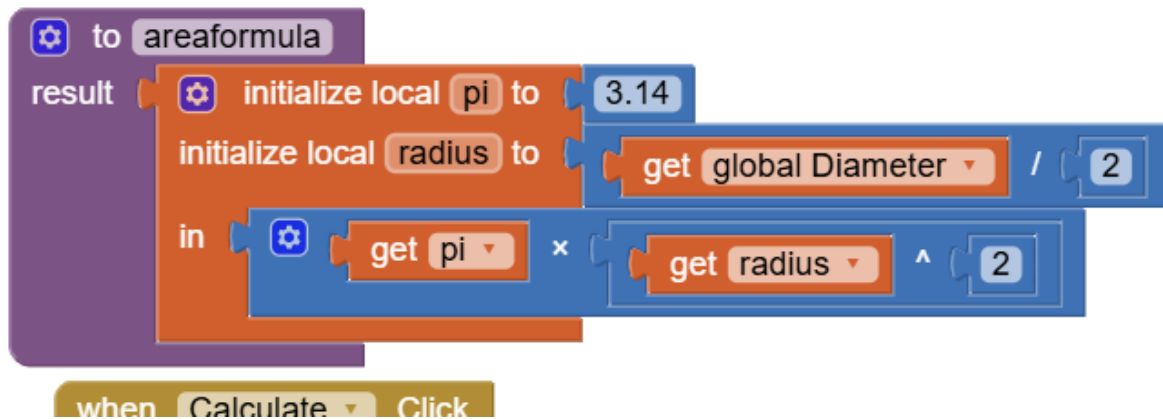 to areaformula
result initialize local pi to 3.14
initialize local radius to get global Diameter / 2
in get pi × get radius ^ 2
when Calculate Click